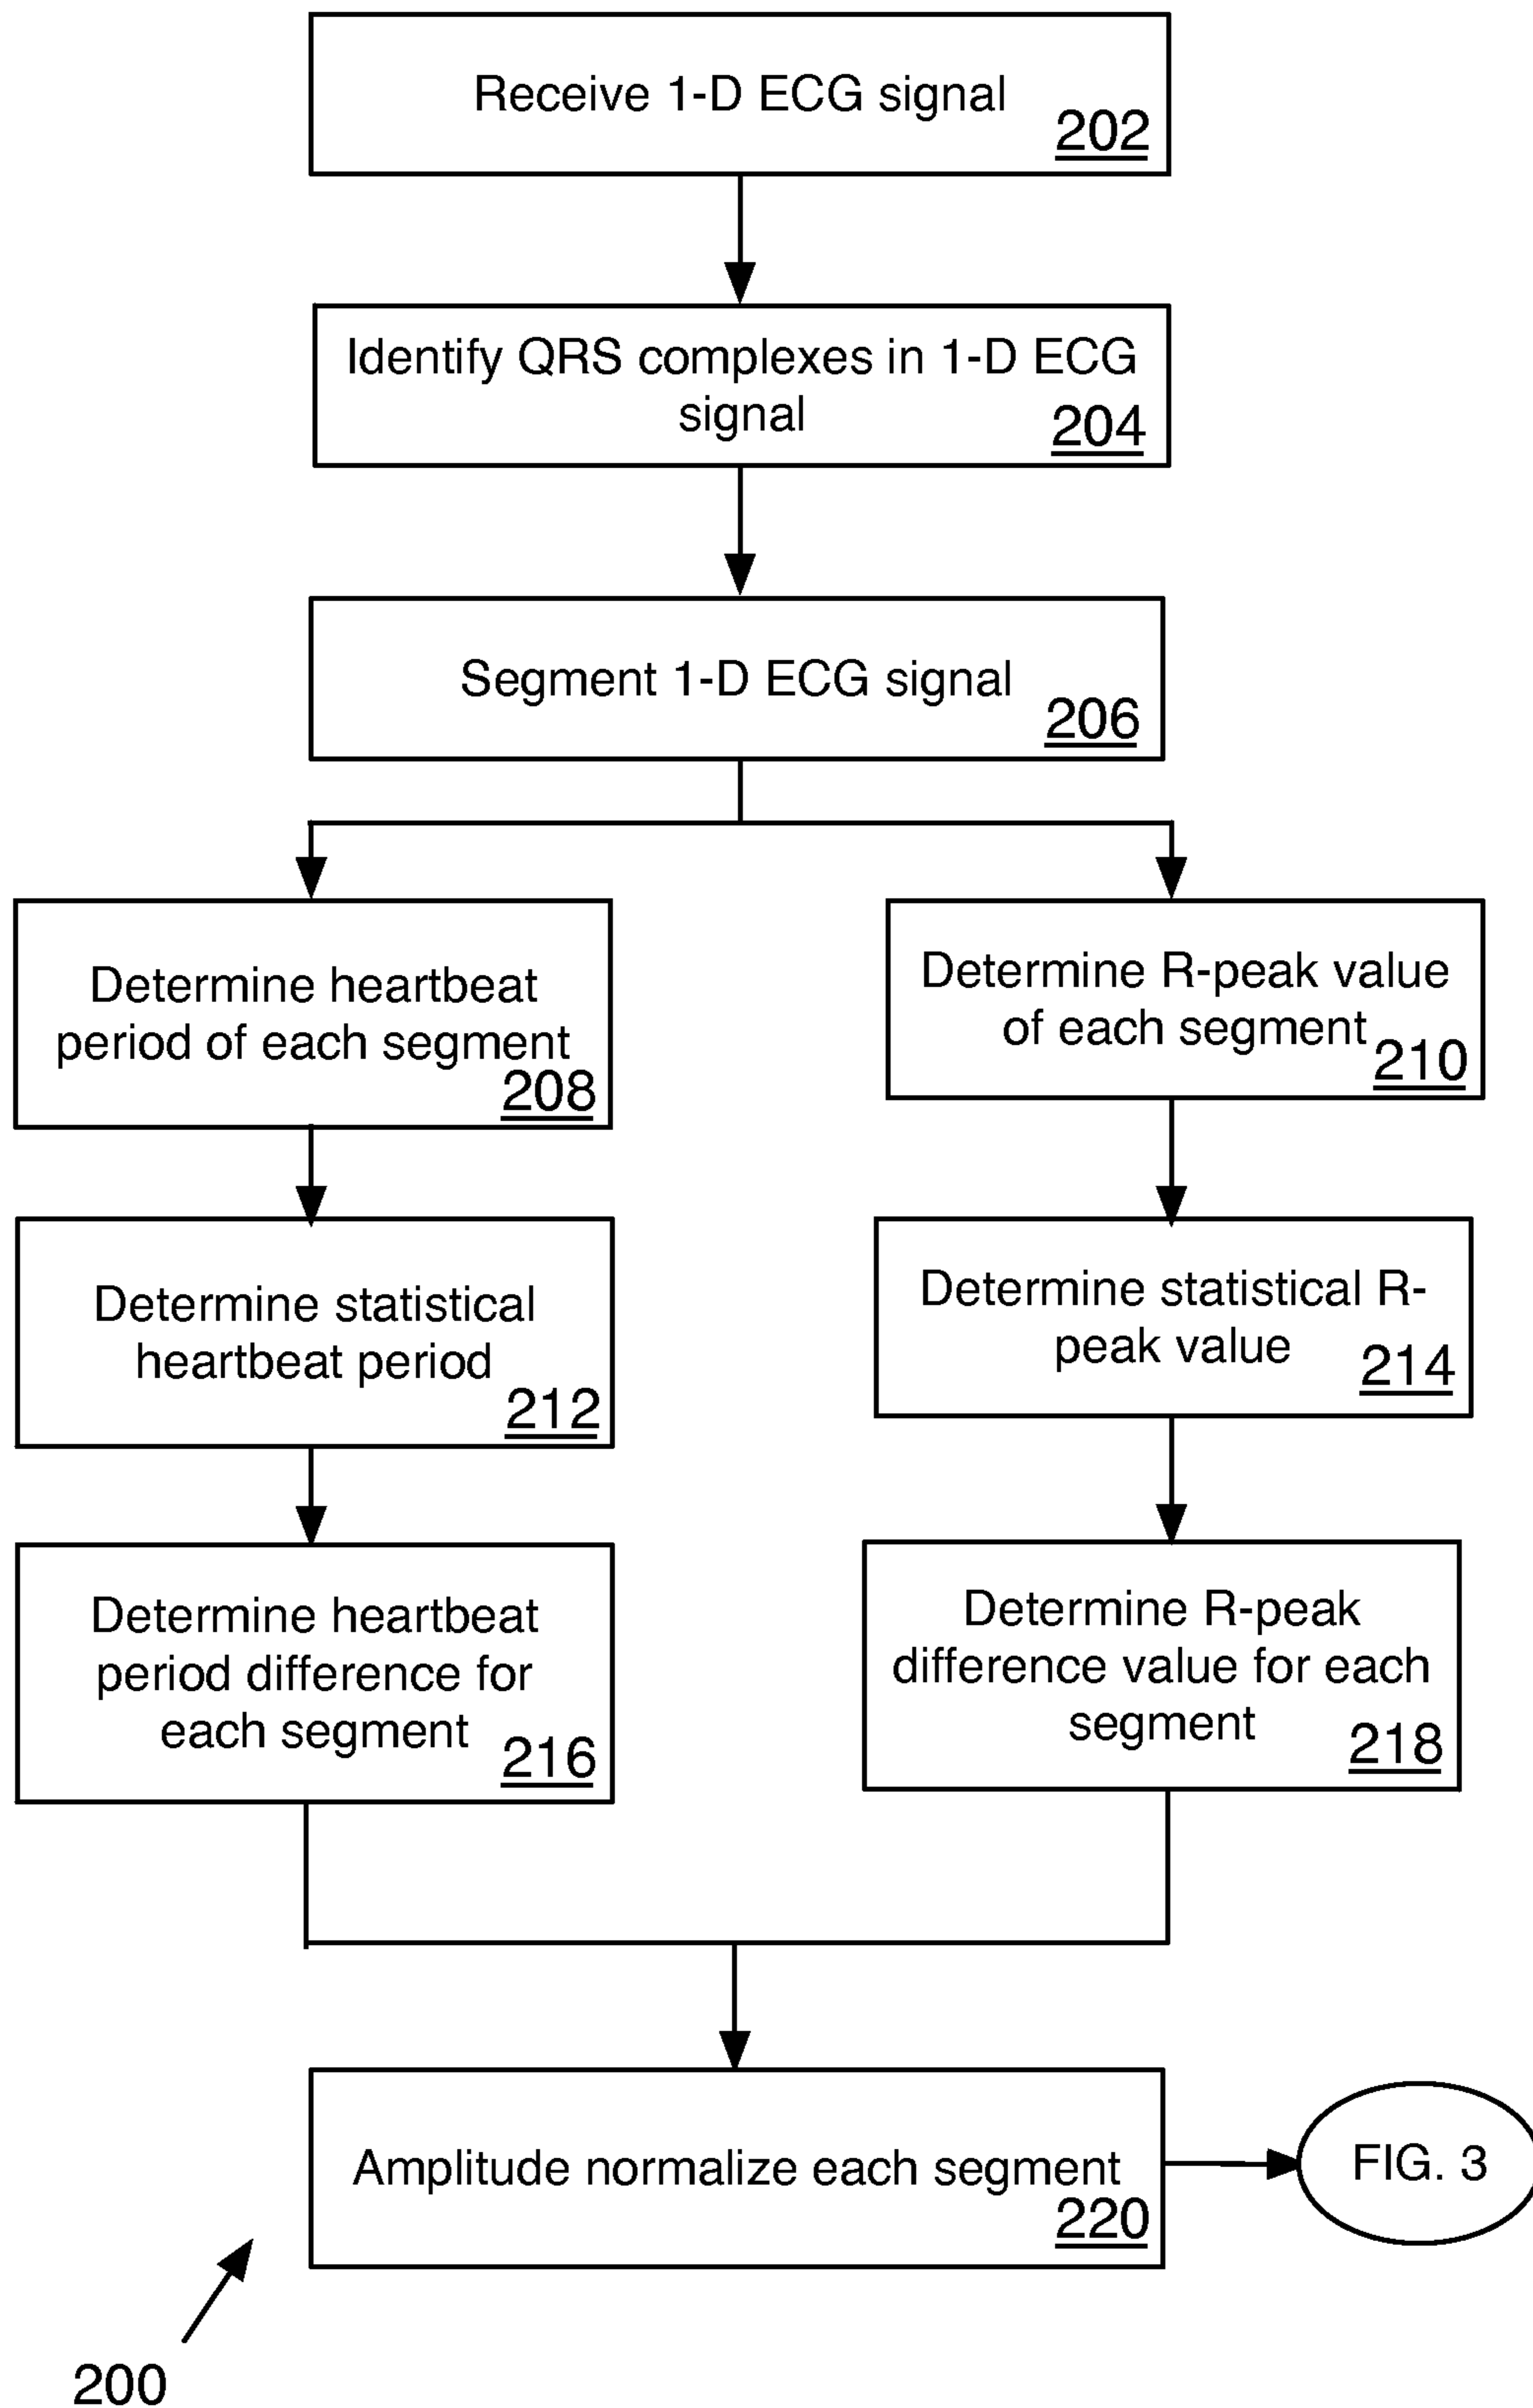 Receive 1-D ECG signal
202
Identify QRS complexes in 1-D ECG
signal
204
Segment 1-D ECG signal
206
Determine heartbeat
period of each segment
208
Determine R-peak value
of each segment
210
Determine statistical
heartbeat period
212
Determine statistical R-
peak value
214
Determine heartbeat
period difference for
each segment
216
Determine R-peak
difference value for each
segment
218
Amplitude normalize each segment
220
FIG. 3
200